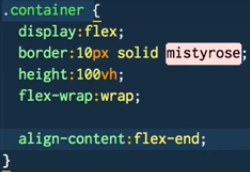 .container {
display:flex;
border:10px solid mistyrose;
height:100vh;
flex-wrap:wrap;
align-content:flex-end;
}